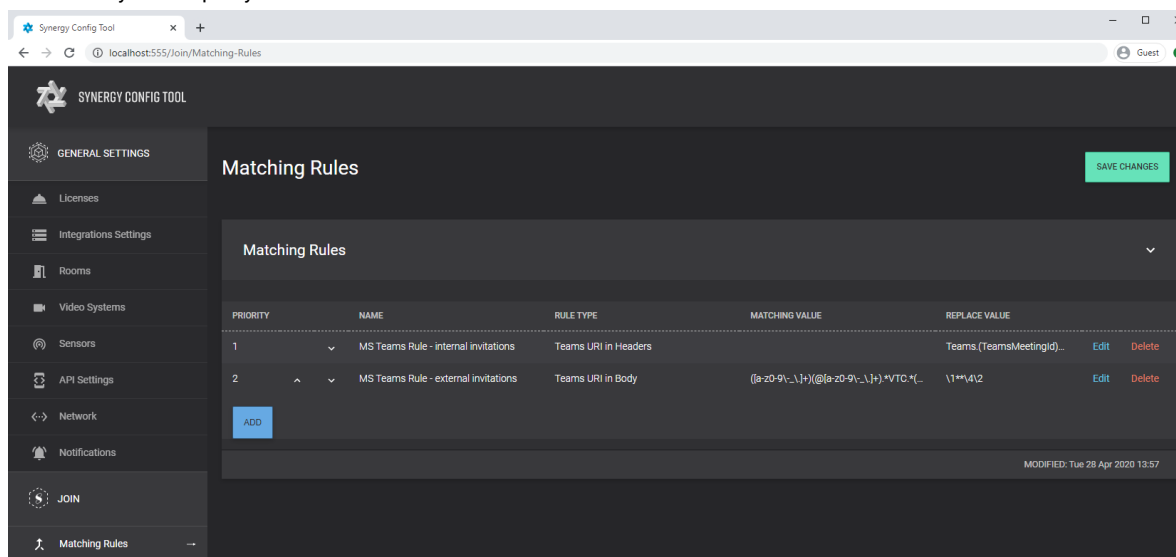 Synergy Config Tool
localhost:555/Join/Matching-Rules
Guest
SYNERGY CONFIG TOOL
GENERAL SETTINGS
Licenses
Integrations Settings
Rooms
Video Systems
Sensors
API Settings
Network
Notifications
JOIN
Matching Rules
Matching Rules
SAVE CHANGES
Matching Rules
PRIORITY NAME RULE TYPE MATCHING VALUE REPLACE VALUE
1 MS Teams Rule - internal invitations Teams URI in Headers Teams.(TeamsMeetingId)... Edit Delete
2 MS Teams Rule - external invitations Teams URI in Body ([a-z0-9\-_\.]+)(@[a-z0-9\-_\.]+).*VTC.*(... \1**\4\2 Edit Delete
ADD
MODIFIED: Tue 28 Apr 2020 13:57